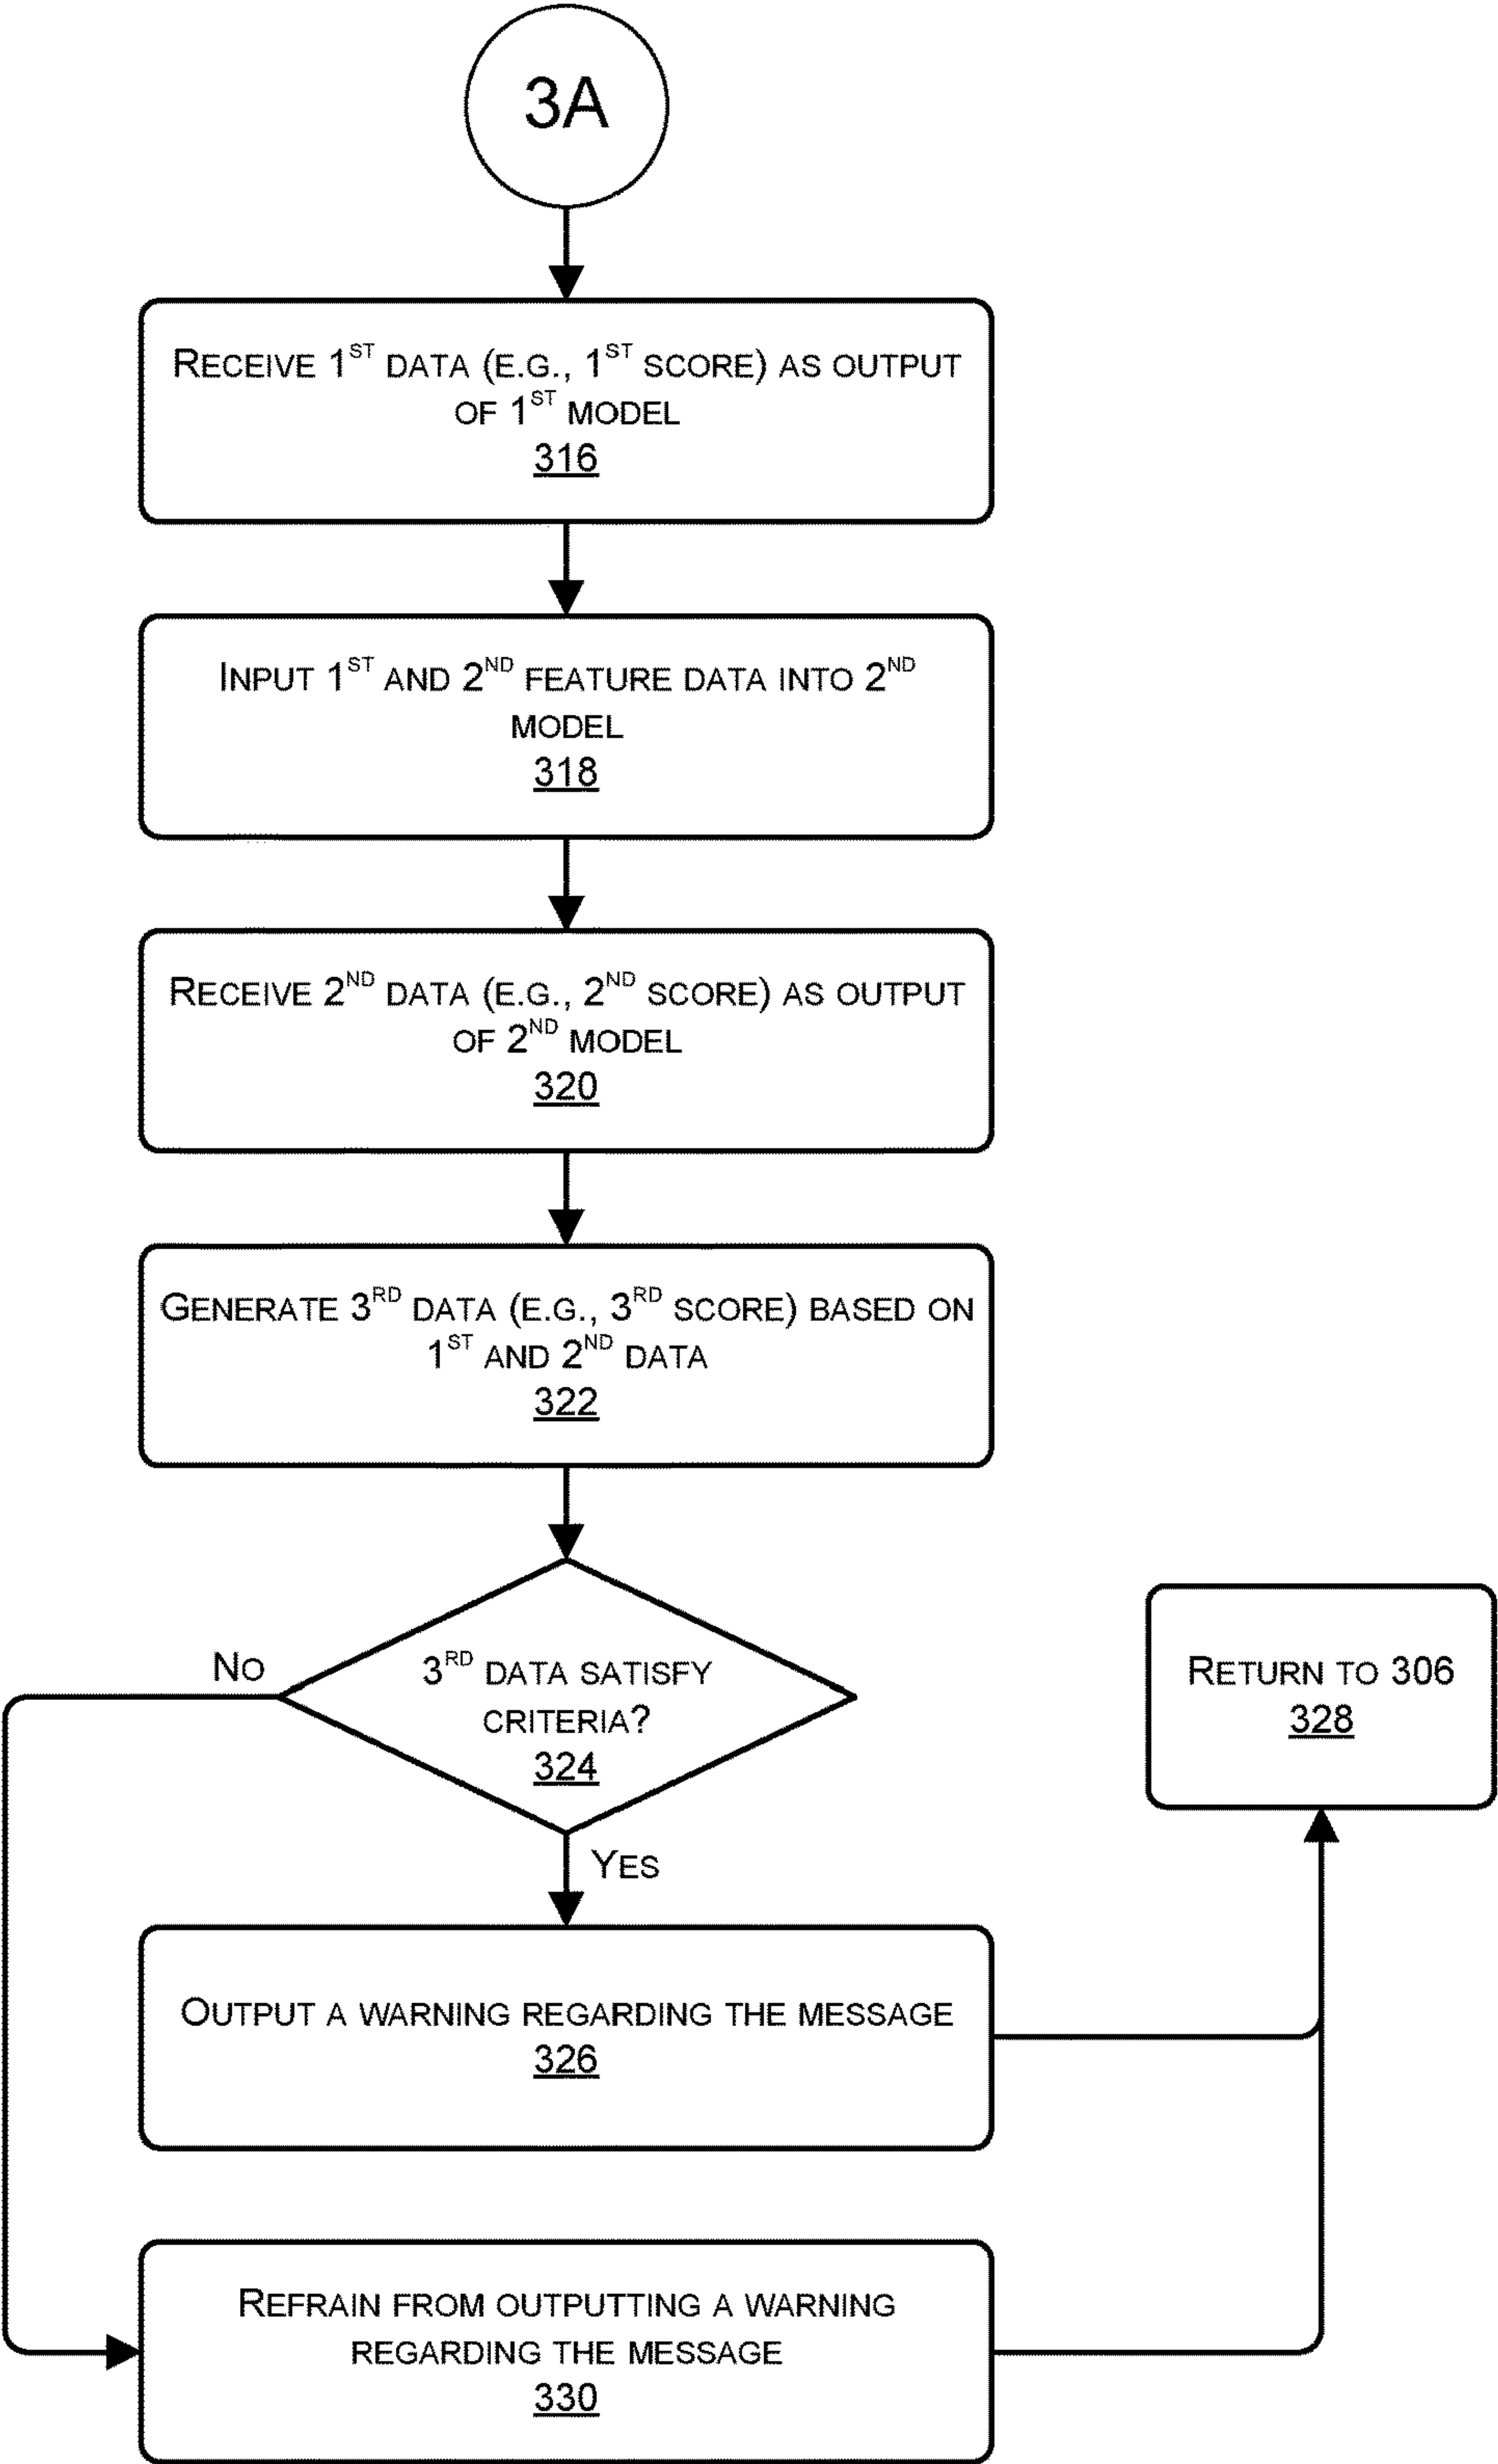 3A
RECEIVE 1ST DATA (E.G., 1ST SCORE) AS OUTPUT
OF 1ST MODEL
316
INPUT 1ST AND 2ND FEATURE DATA INTO 2ND
MODEL
318
RECEIVE 2ND DATA (E.G., 2ND SCORE) AS OUTPUT
OF 2ND MODEL
320
GENERATE 3RD DATA (E.G., 3RD SCORE) BASED ON
1ST AND 2ND DATA
322
NO
3RD DATA SATISFY
CRITERIA?
324
RETURN TO 306
328
YES
OUTPUT A WARNING REGARDING THE MESSAGE
326
REFRAIN FROM OUTPUTTING A WARNING
REGARDING THE MESSAGE
330